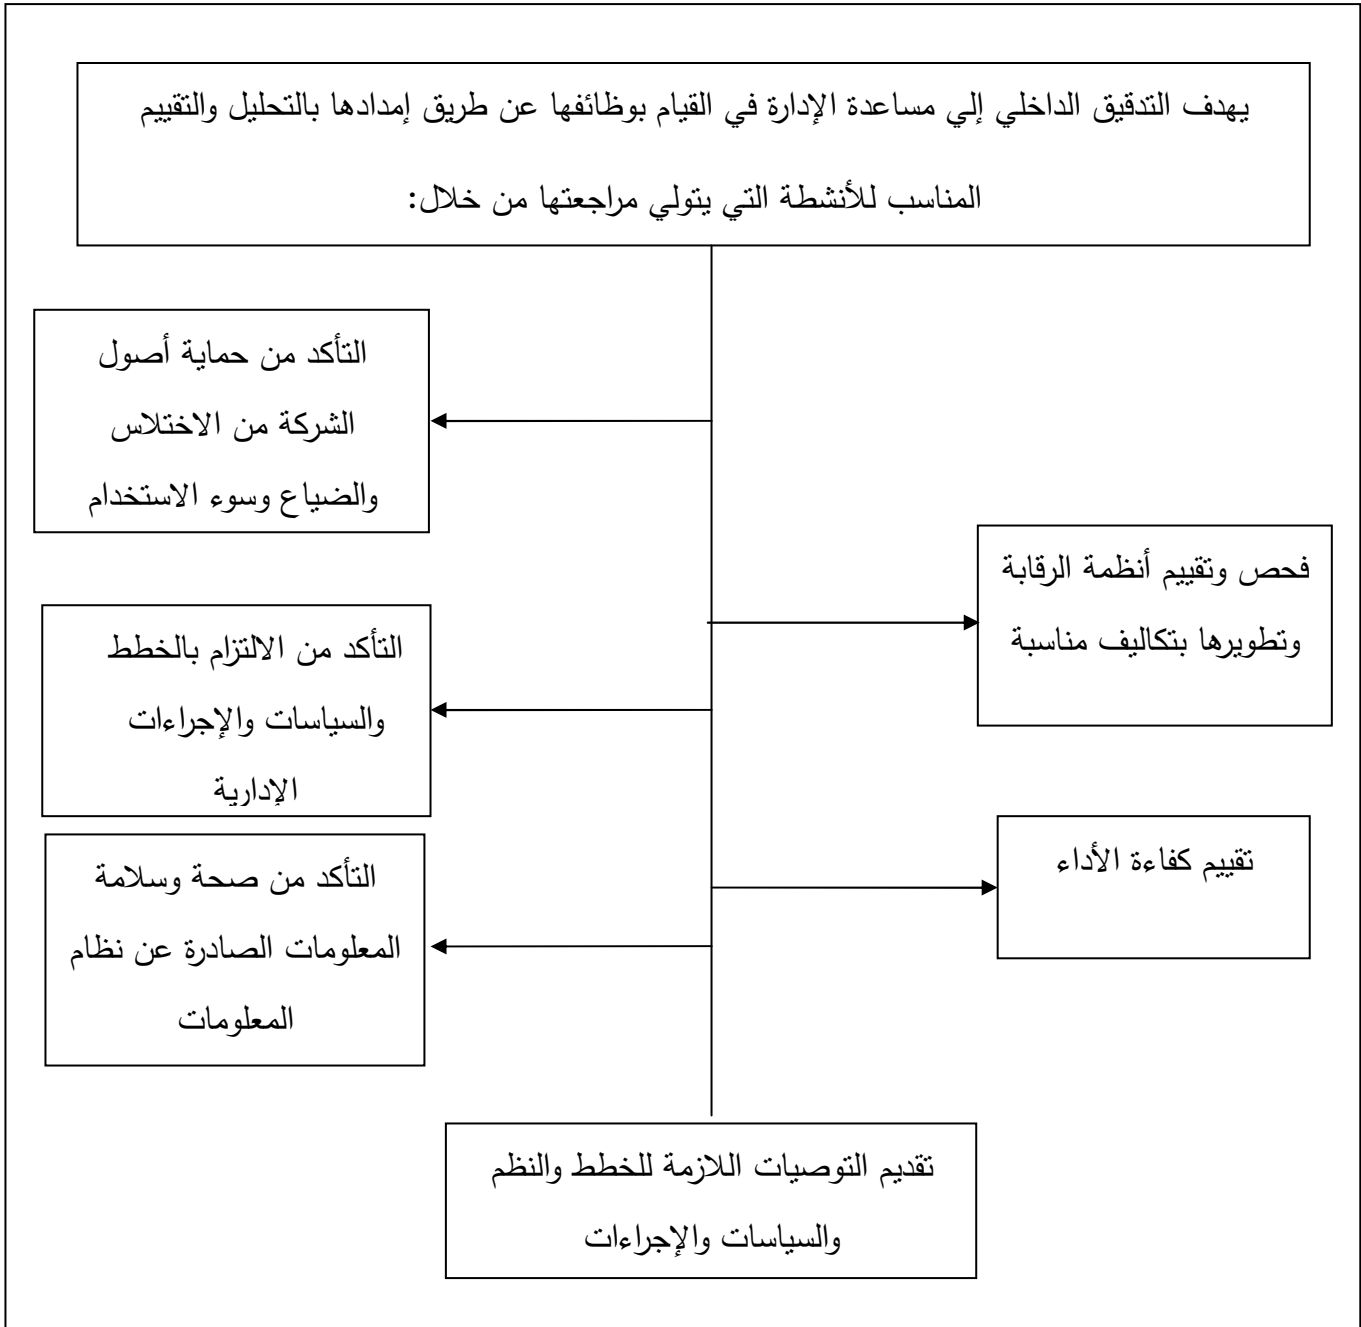 يهدف التدقيق الداخلي إلي مساعدة الإدارة في القيام بوظائفها عن طريق إمدادها بالتحليل والتقييم
المناسب للأنشطة التي يتولي مراجعتها من خلال:
التأكد من حماية أصول
الشركة من الاختلاس
والضياع وسوء الاستخدام
فحص وتقييم أنظمة الرقابة
وتطويرها بتكاليف مناسبة
التأكد من الالتزام بالخطط
والسياسات والإجراءات
الإدارية
تقييم كفاءة الأداء
التأكد من صحة وسلامة
المعلومات الصادرة عن نظام
المعلومات
تقديم التوصيات اللازمة للخطط والنظم
والسياسات والإجراءات